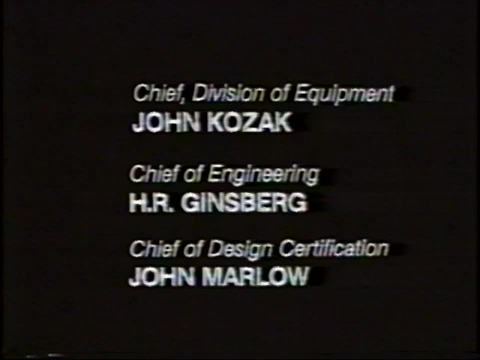 Chief, Division of Equipment
JOHN KOZAK
Chief of Engineering
H.R. GINSBERG
Chief of Design Certification
JOHN MARLOW